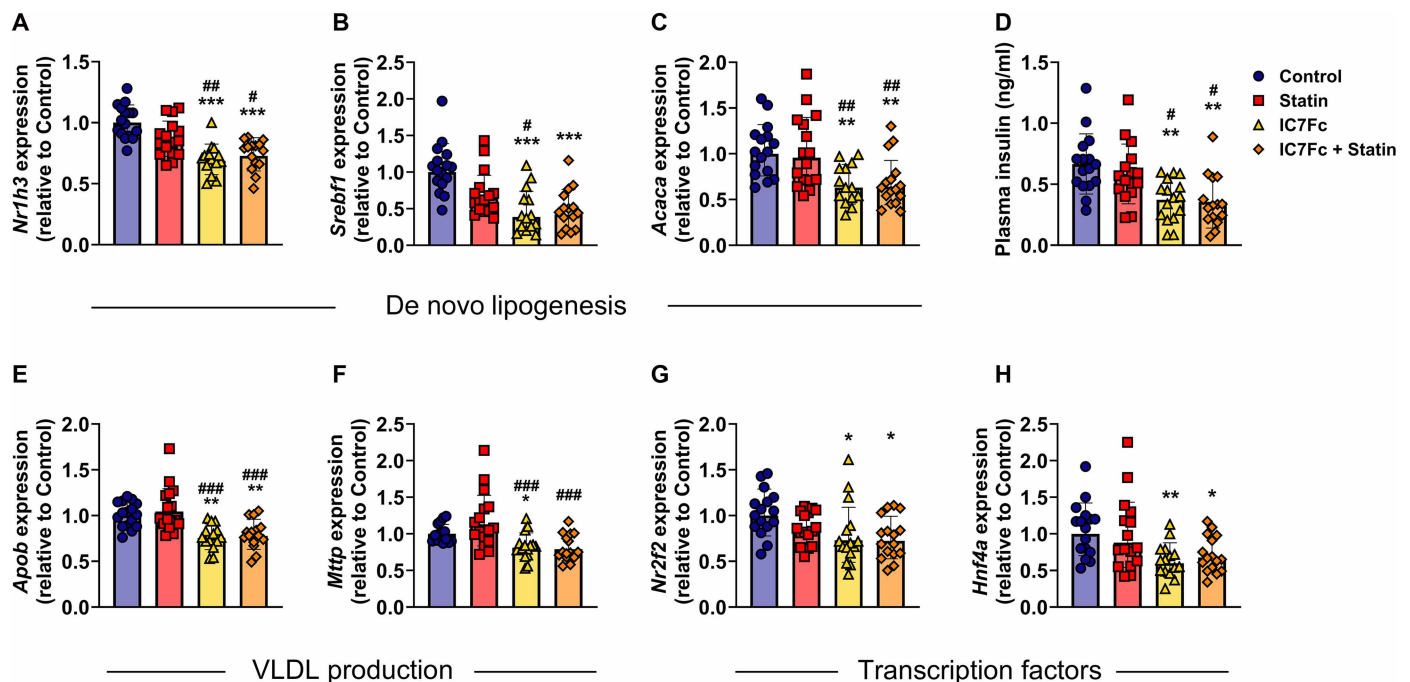 A
Nr1h3 expression
(relative to Control)
1.5
1.0
0.5
0.0
##
***
#
***
B
Srebf1 expression
(relative to Control)
2.5
2.0
1.5
1.0
0.5
0.0
#
***
***
C
Acaca expression
(relative to Control)
2.0
1.5
1.0
0.5
0.0
##
**
##
**
D
Plasma insulin (ng/ml)
1.5
1.0
0.5
0.0
#
**
#
**
Control
Statin
IC7Fc
IC7Fc + Statin
De novo lipogenesis
E
Apob expression
(relative to Control)
2.0
1.5
1.0
0.5
0.0
###
**
###
**
F
Mttp expression
(relative to Control)
2.5
2.0
1.5
1.0
0.5
0.0
###
*
###
G
Nrf2 expression
(relative to Control)
2.0
1.5
1.0
0.5
0.0
*
*
H
Hnf4a expression
(relative to Control)
2.5
2.0
1.5
1.0
0.5
0.0
**
*
VLDL production
Transcription factors